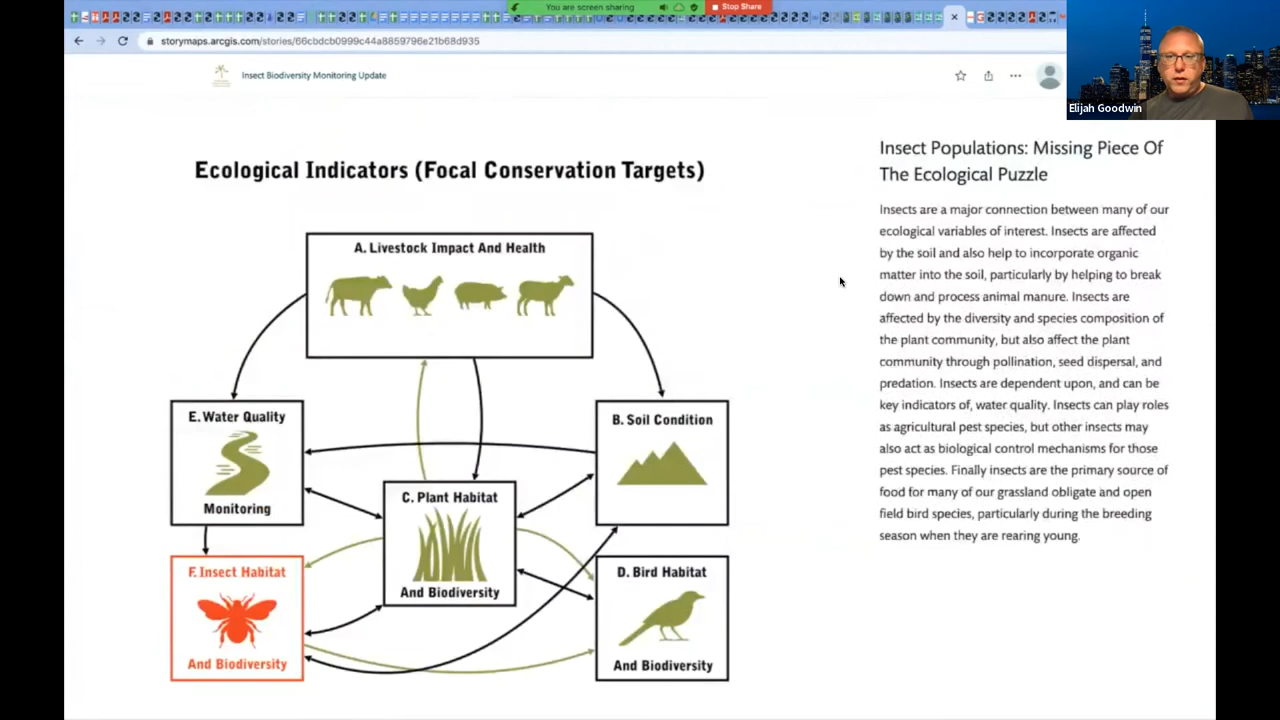 You are screen sharing
Stop Share
storymaps.arcgis.com/stories/66cbdcb0999c44a8859796e21b68d935
Insect Biodiversity Monitoring Update
Elijah Goodwin
Ecological Indicators (Focal Conservation Targets)
A. Livestock Impact And Health
E. Water Quality
Monitoring
B. Soil Condition
C. Plant Habitat
And Biodiversity
F. Insect Habitat
And Biodiversity
D. Bird Habitat
And Biodiversity
Insect Populations: Missing Piece Of
The Ecological Puzzle
Insects are a major connection between many of our
ecological variables of interest. Insects are affected
by the soil and also help to incorporate organic
matter into the soil, particularly by helping to break
down and process animal manure. Insects are
affected by the diversity and species composition of
the plant community, but also affect the plant
community through pollination, seed dispersal, and
predation. Insects are dependent upon, and can be
key indicators of, water quality. Insects can play roles
as agricultural pest species, but other insects may
also act as biological control mechanisms for those
pest species. Finally insects are the primary source of
food for many of our grassland obligate and open
field bird species, particularly during the breeding
season when they are rearing young.